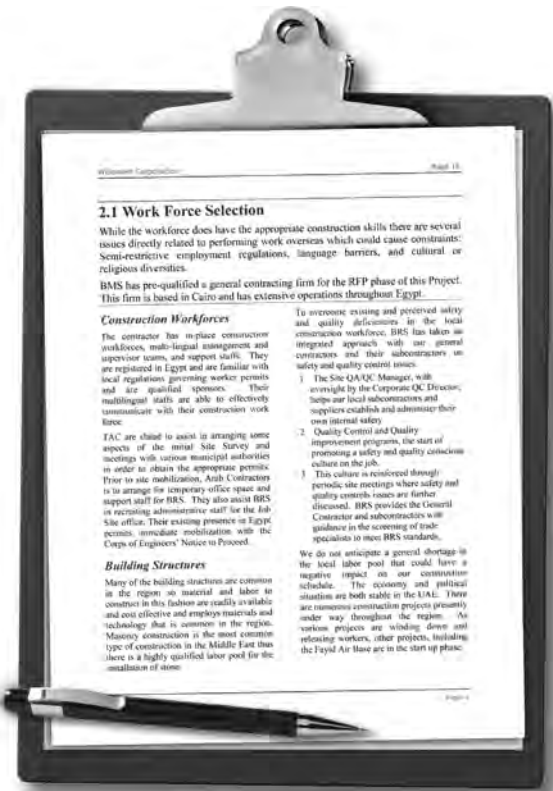 Page 15
2.1 Work Force Selection
While the workforce does have the appropriate construction skills there are several
issues directly related to performing work overseas which could cause constraints:
Semi-restrictive employment regulations, language barriers, and cultural or
religious diversities.
BMS has pre-qualified a general contracting firm for the RFP phase of this Project.
This firm is based in Cairo and has extensive operations throughout Egypt.
Construction Workforces
The contractor has in-place construction
workforces, multi-lingual management and
supervisor teams, and support staffs. They
are registered in Egypt and are familiar with
local regulations governing worker permits
and are qualified sponsors. Their
multilingual staffs are able to effectively
communicate with their construction work
force.
TAC are slated to assist in arranging some
aspects of the initial Site Survey and
meetings with various municipal authorities
in order to obtain the appropriate permits.
Prior to site mobilization, Arab Contractors
is to arrange for temporary office space and
support staff for BRS. They also assist BRS
in recruiting administrative staff for the Job
Site office. Their existing presence in Egypt
permits immediate mobilization with the
Corps of Engineers' Notice to Proceed.
Building Structures
Many of the building structures are common
in the region so material and labor to
construct in this fashion are readily available
and cost effective and employs materials and
technology that is common in the region.
Masonry construction is the most common
type of construction in the Middle East thus
there is a highly qualified labor pool for the
installation of stone.
To overcome existing and perceived safety
and quality deficiencies in the local
construction workforce, BRS has taken an
integrated approach with our general
contractors and their subcontractors on
safety and quality control issues.
1 The Site QA/QC Manager, with
oversight by the Corporate QC Director,
helps our local subcontractors and
suppliers establish and administer their
own internal safety
2 Quality Control and Quality
improvement programs, the start of
promoting a safety and quality conscious
culture on the job.
3 This culture is reinforced through
periodic site meetings where safety and
quality controls issues are further
discussed. BRS provides the General
Contractor and subcontractors with
guidance in the screening of trade
specialists to meet BRS standards.
We do not anticipate a general shortage in
the local labor pool that could have a
negative impact on our construction
schedule. The economy and political
situation are both stable in the UAE. There
are numerous construction projects presently
under way throughout the region. As
various projects are winding down and
releasing workers, other projects, including
the Fayid Air Base are in the start up phase.